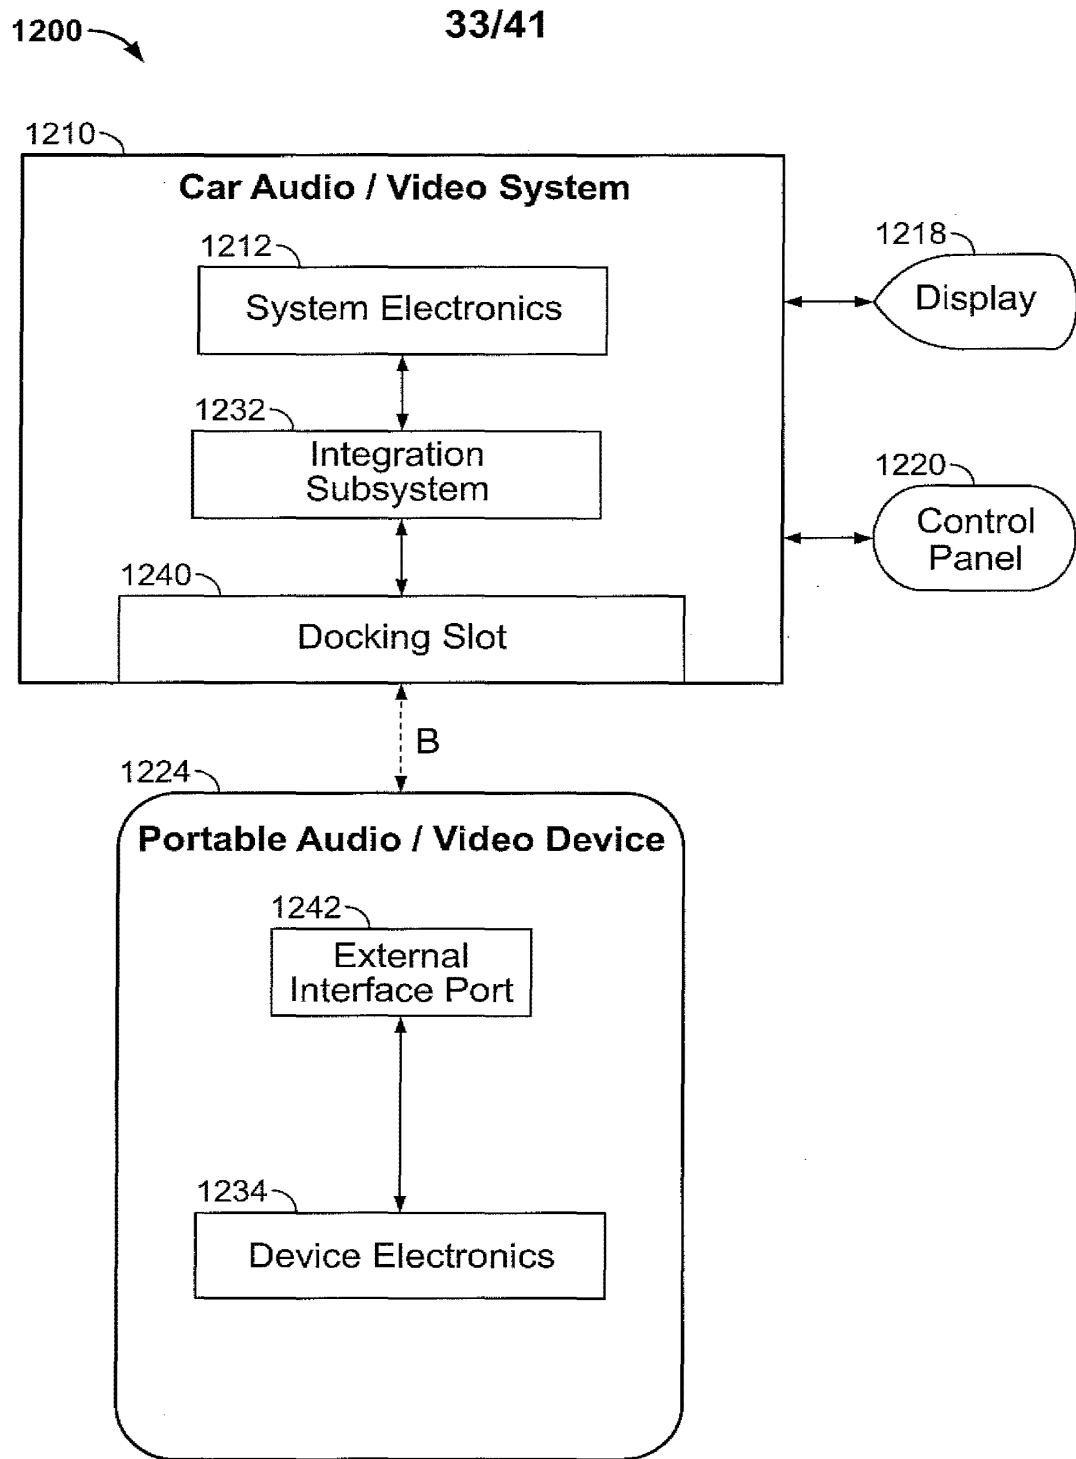 1200
33/41
1210
Car Audio / Video System
1212
System Electronics
1218
Display
1232
Integration
Subsystem
1220
Control
Panel
1240
Docking Slot
B
1224
Portable Audio / Video Device
1242
External
Interface Port
1234
Device Electronics